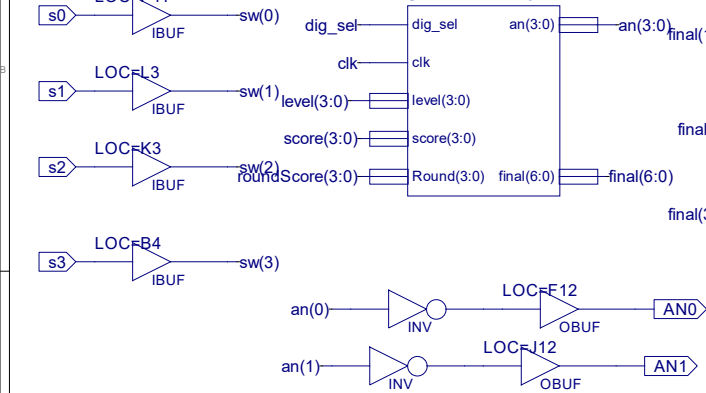 s0
IBUF
sw(0)
LOC=L3
s1
IBUF
sw(1)
LOC=K3
s2
IBUF
sw(2)
LOC=B4
s3
IBUF
sw(3)
dig_sel
dig_sel
an(3:0)
an(3:0)
clk
clk
level(3:0)
level(3:0)
score(3:0)
score(3:0)
roundScore(3:0)
Round(3:0)
final(6:0)
final(6:0)
an(0)
INV
LOC=F12
OBUF
AN0
an(1)
INV
LOC=J12
OBUF
AN1
final(
final
final(3
B